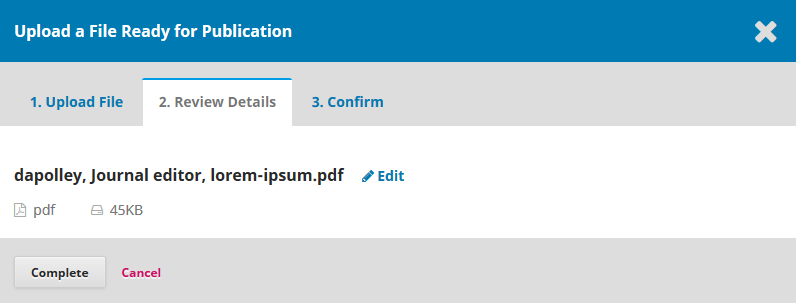 Upload a File Ready for Publication
1. Upload File 2. Review Details 3. Confirm
dapolley, Journal editor, lorem-ipsum.pdf Edit
pdf 45KB
Complete Cancel